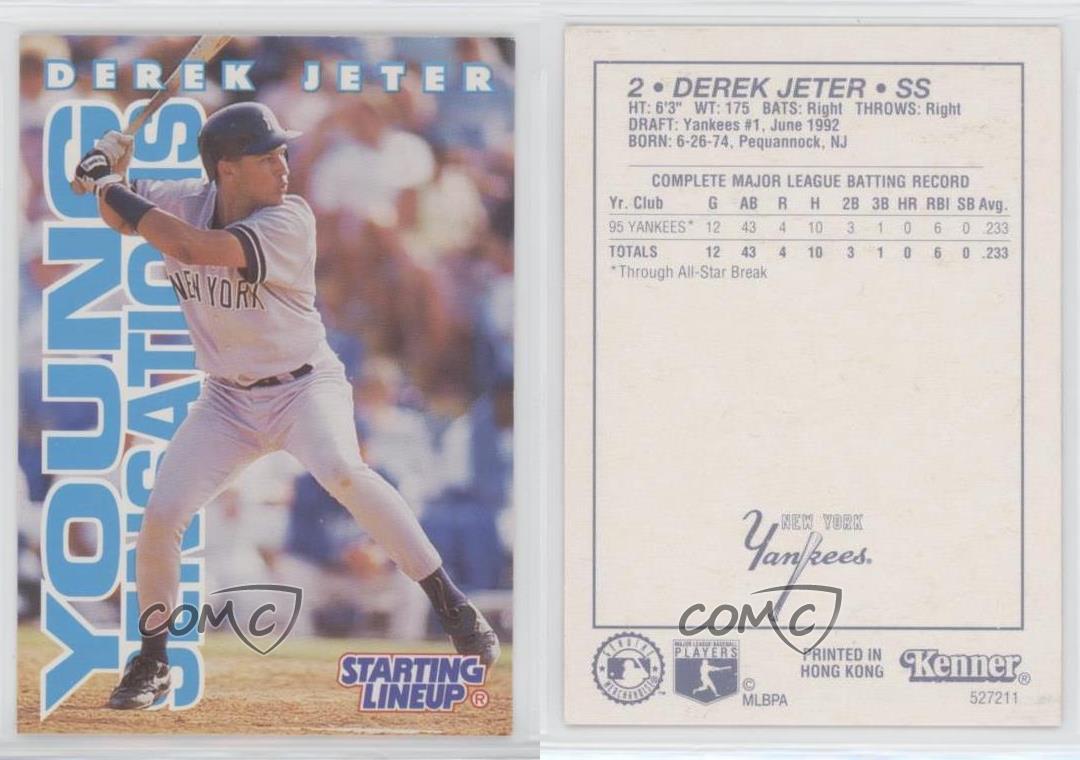 DEREK JETER
YOUNG
SENSATIONS
NEW YORK
STARTING
LINEUP®
COMC
2 • DEREK JETER • SS
HT: 6'3" WT: 175 BATS: Right THROWS: Right
DRAFT: Yankees #1, June 1992
BORN: 6-26-74, Pequannock, NJ
COMPLETE MAJOR LEAGUE BATTING RECORD
Yr. Club G AB R H 2B 3B HR RBI SB Avg.
95 YANKEES* 12 43 4 10 3 1 0 6 0 .233
TOTALS 12 43 4 10 3 1 0 6 0 .233
*Through All-Star Break
NEW YORK
Yankees.
COMC
GENUINE
MERCHANDISE
MAJOR LEAGUE BASEBALL
PLAYERS
©
MLBPA
PRINTED IN
HONG KONG
Kenner®
527211